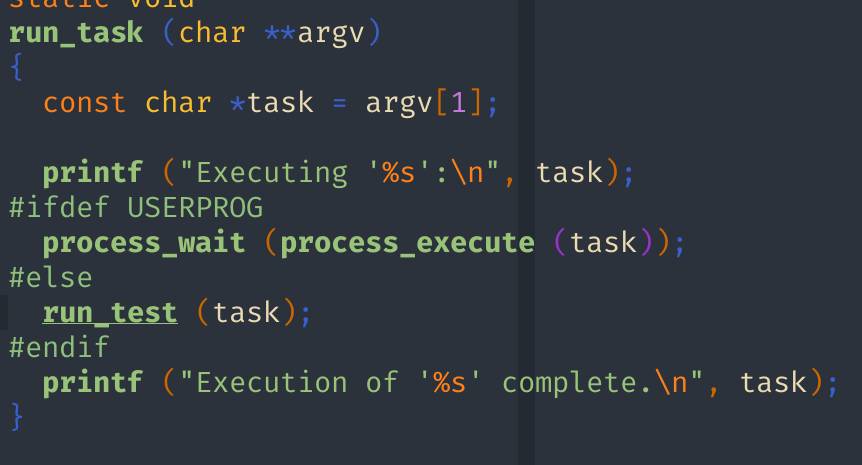 static void
run_task (char **argv)
{
  const char *task = argv[1];

  printf ("Executing '%s':\n", task);
#ifdef USERPROG
  process_wait (process_execute (task));
#else
  run_test (task);
#endif
  printf ("Execution of '%s' complete.\n", task);
}